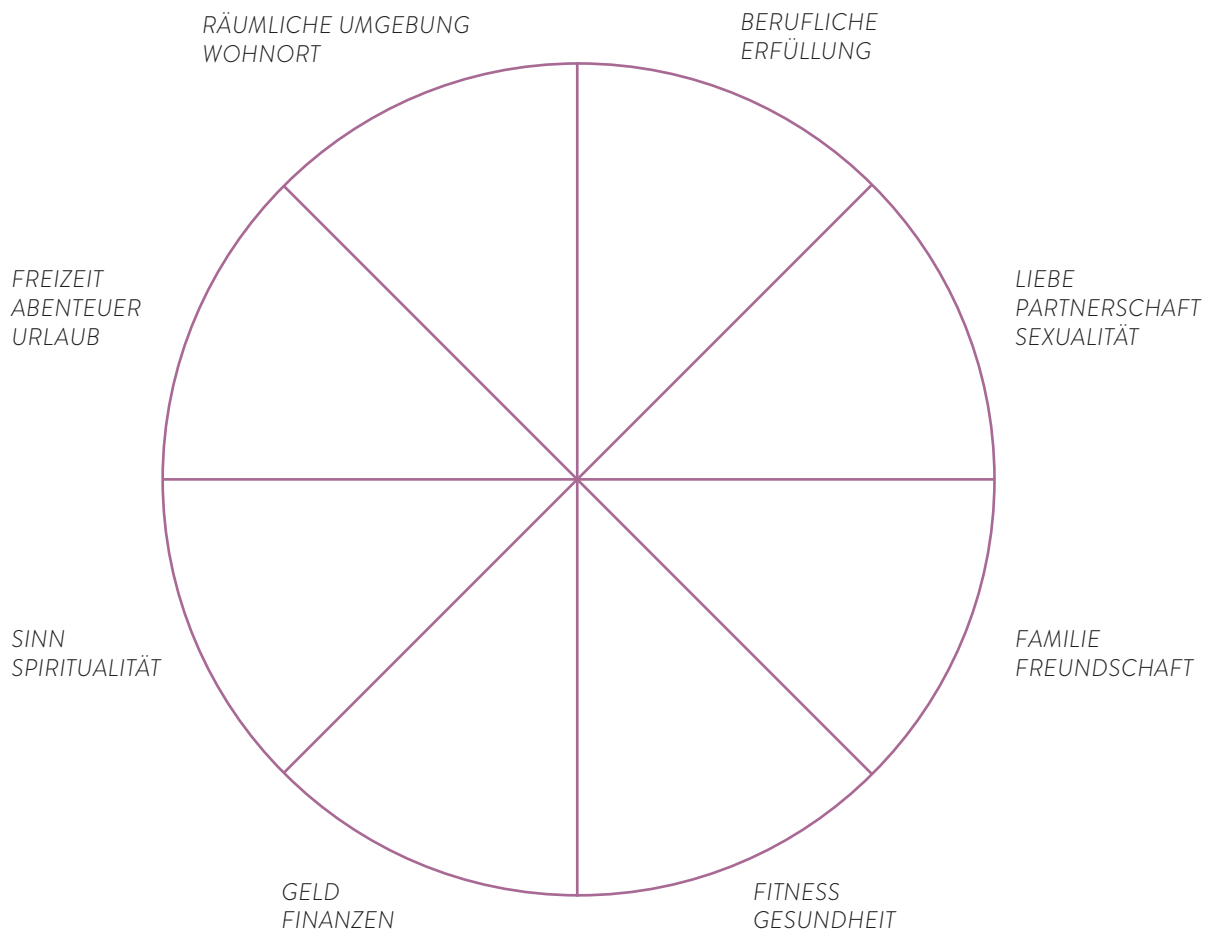 RÄUMLICHE UMGEBUNG
WOHNORT
BERUFLICHE
ERFÜLLUNG
FREIZEIT
ABENTEUER
URLAUB
LIEBE
PARTNERSCHAFT
SEXUALITÄT
SINN
SPIRITUALITÄT
FAMILIE
FREUNDSCHAFT
GELD
FINANZEN
FITNESS
GESUNDHEIT